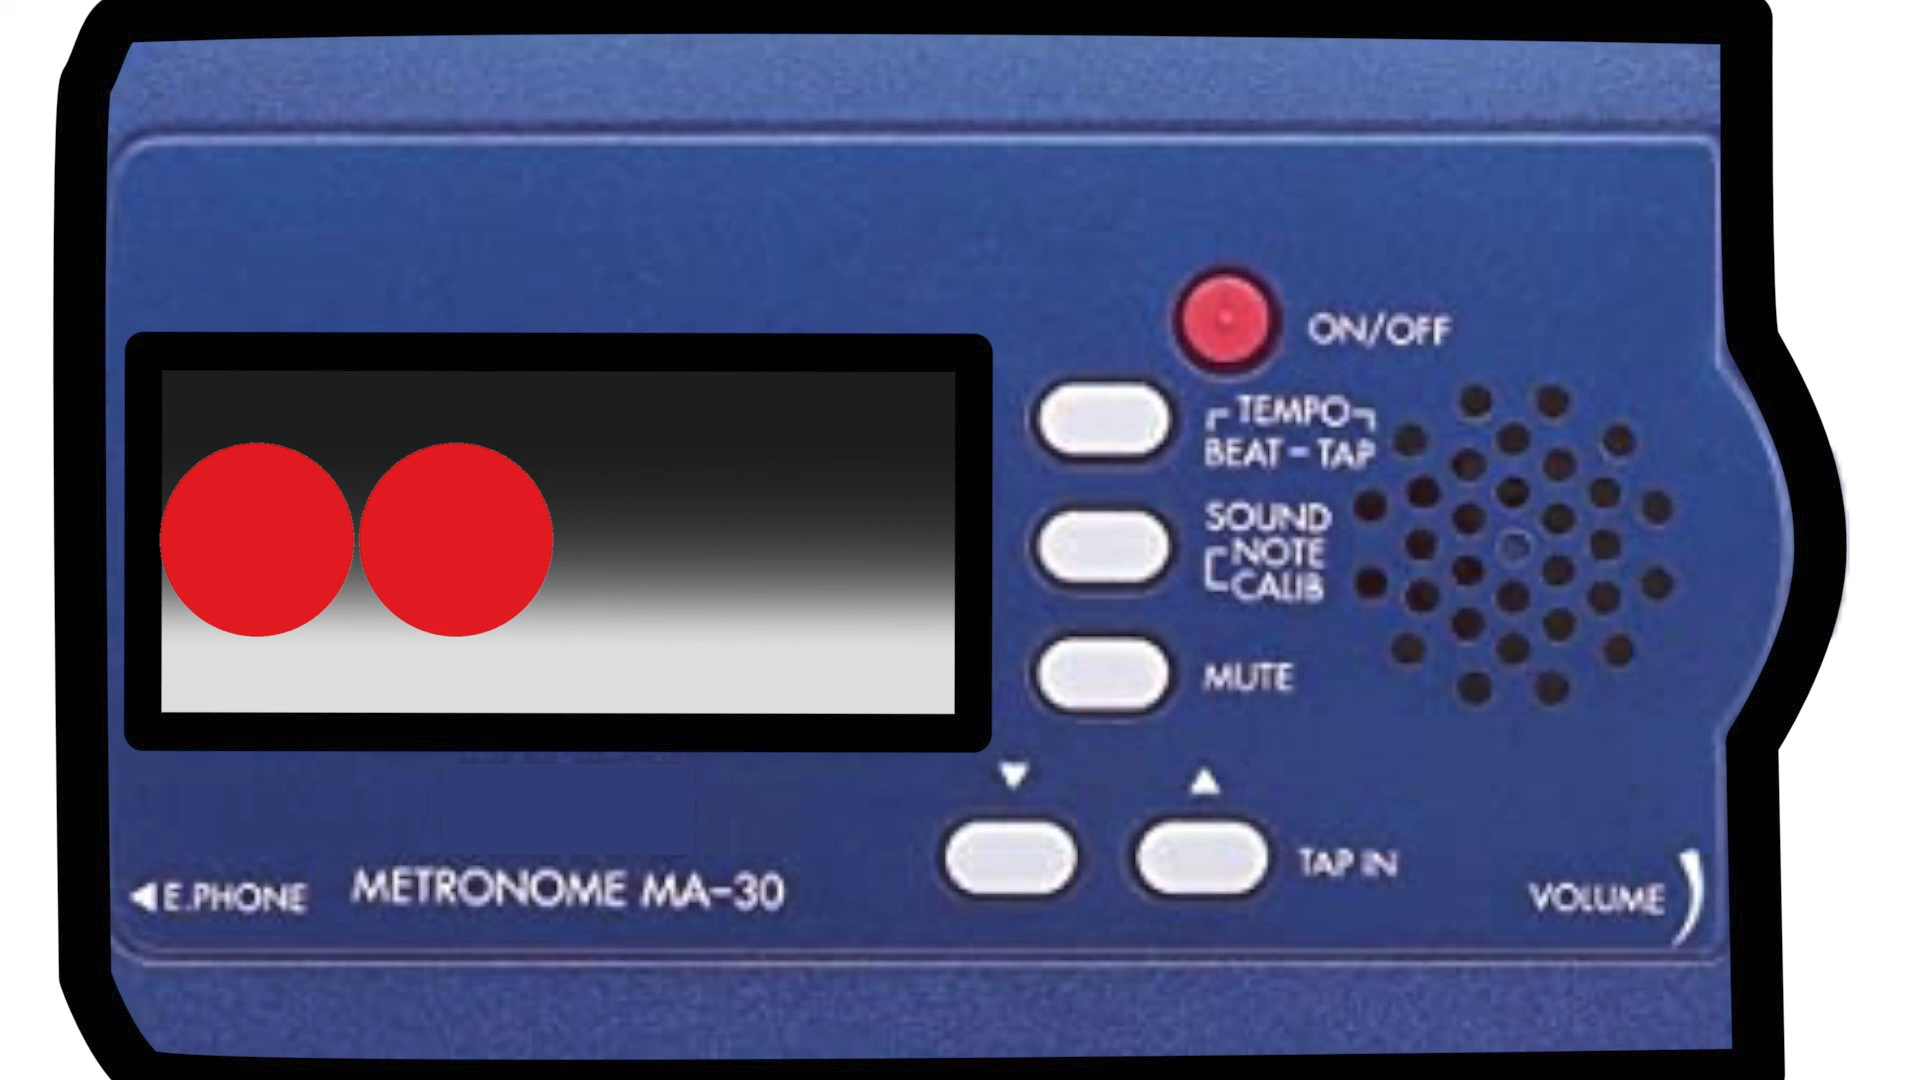 ON/OFF
TEMPO
BEAT - TAP
SOUND
NOTE
CALIB
MUTE
TAP IN
E.PHONE
METRONOME MA-30
VOLUME